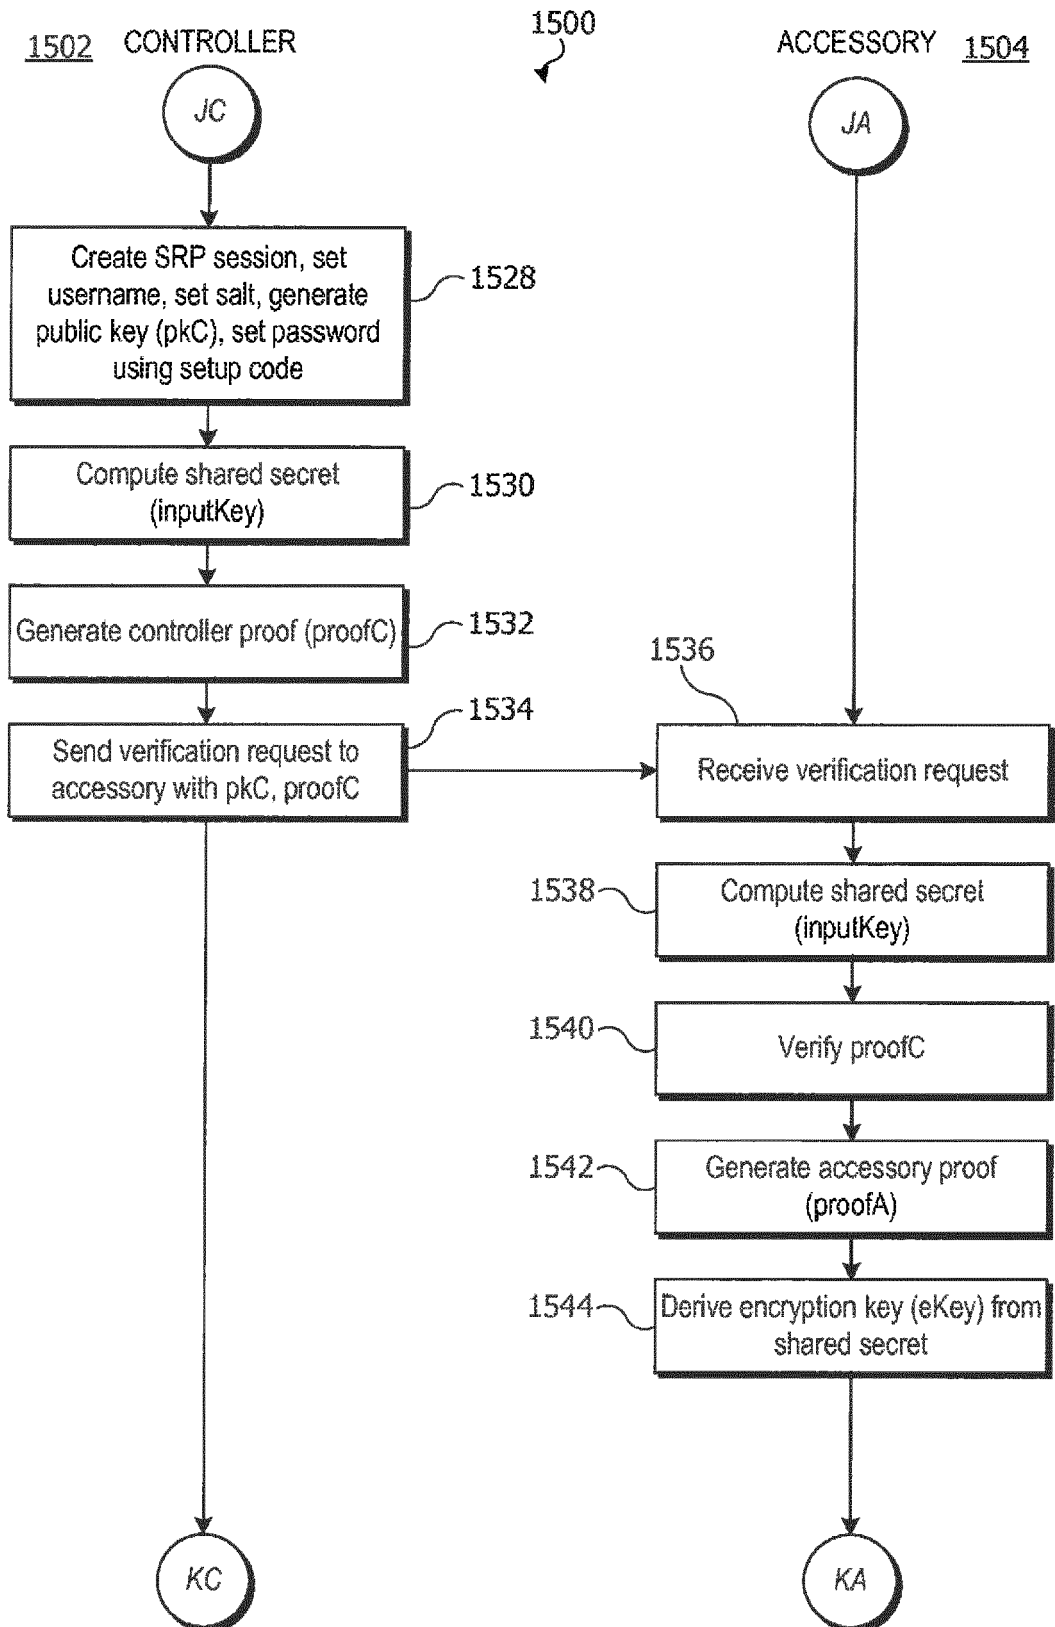 1502 CONTROLLER
1500
ACCESSORY 1504
JC
JA
Create SRP session, set
username, set salt, generate
public key (pkC), set password
using setup code
1528
Compute shared secret
(inputKey)
1530
Generate controller proof (proofC)
1532
1536
Send verification request to
accessory with pkC, proofC
1534
Receive verification request
1538
Compute shared secret
(inputKey)
1540
Verify proofC
1542
Generate accessory proof
(proofA)
1544
Derive encryption key (eKey) from
shared secret
KC
KA